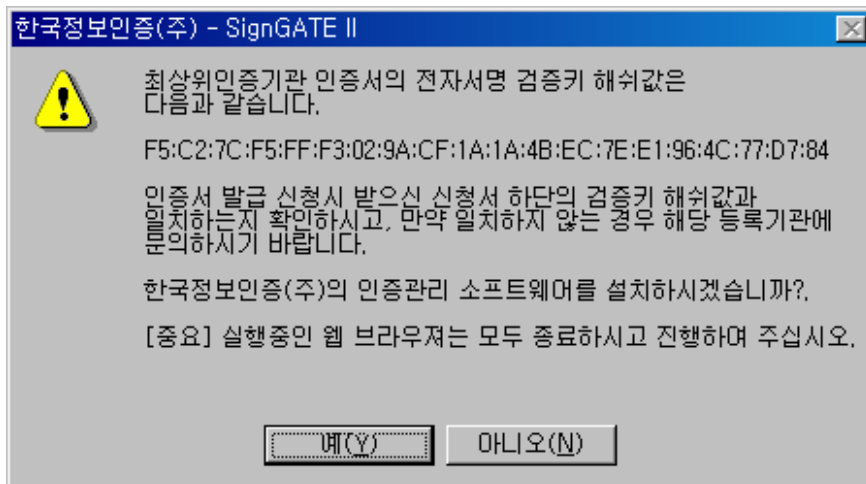 한국정보인증(주) - SignGATE II
최상위인증기관 인증서의 전자서명 검증키 해쉬값은
다음과 같습니다.
F5:C2:7C:F5:FF:F3:02:9A:CF:1A:1A:4B:EC:7E:E1:96:4C:77:D7:84
인증서 발급 신청시 받으신 신청서 하단의 검증키 해쉬값과
일치하는지 확인하시고, 만약 일치하지 않는 경우 해당 등록기관에
문의하시기 바랍니다.
한국정보인증(주)의 인증관리 소프트웨어를 설치하시겠습니까?.
[중요] 실행중인 웹 브라우져는 모두 종료하시고 진행하여 주십시오.
예(Y)
아니오(N)